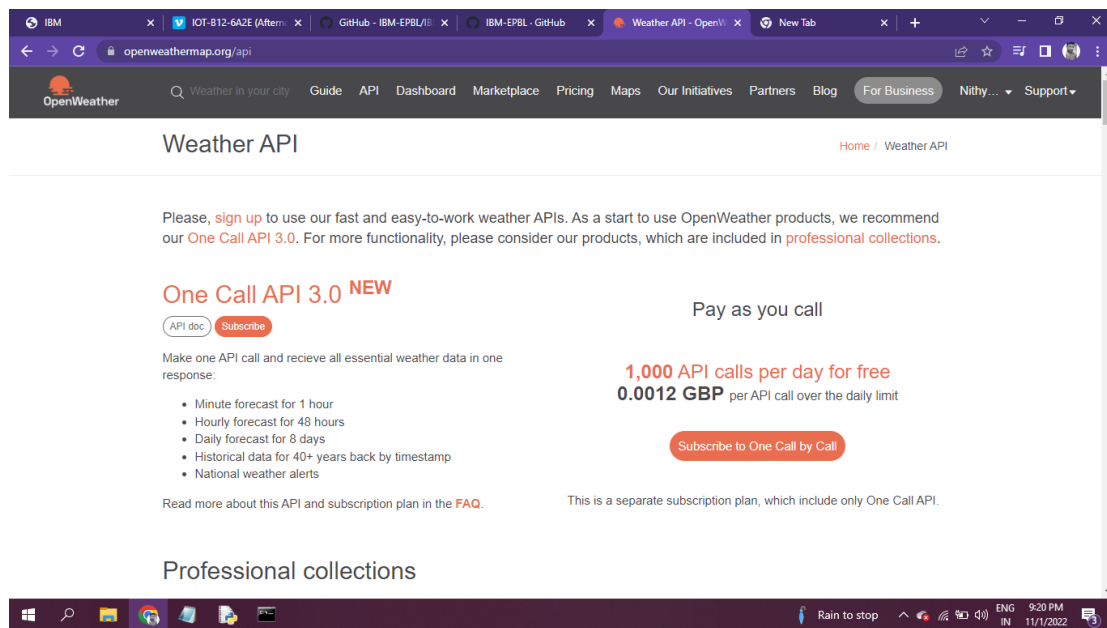 IBM
IOT-B12-6A2E (Afterno
GitHub - IBM-EPBL/IB
IBM-EPBL · GitHub
Weather API - OpenW
New Tab
openweathermap.org/api
OpenWeather
Weather in your city
Guide
API
Dashboard
Marketplace
Pricing
Maps
Our Initiatives
Partners
Blog
For Business
Nithy...
Support
Weather API
Home / Weather API
Please, sign up to use our fast and easy-to-work weather APIs. As a start to use OpenWeather products, we recommend
our One Call API 3.0. For more functionality, please consider our products, which are included in professional collections.
One Call API 3.0 NEW
API doc
Subscribe
Make one API call and recieve all essential weather data in one
response:
• Minute forecast for 1 hour
• Hourly forecast for 48 hours
• Daily forecast for 8 days
• Historical data for 40+ years back by timestamp
• National weather alerts
Read more about this API and subscription plan in the FAQ.
Pay as you call
1,000 API calls per day for free
0.0012 GBP per API call over the daily limit
Subscribe to One Call by Call
This is a separate subscription plan, which include only One Call API.
Professional collections
Rain to stop
ENG
IN
9:20 PM
11/1/2022
3